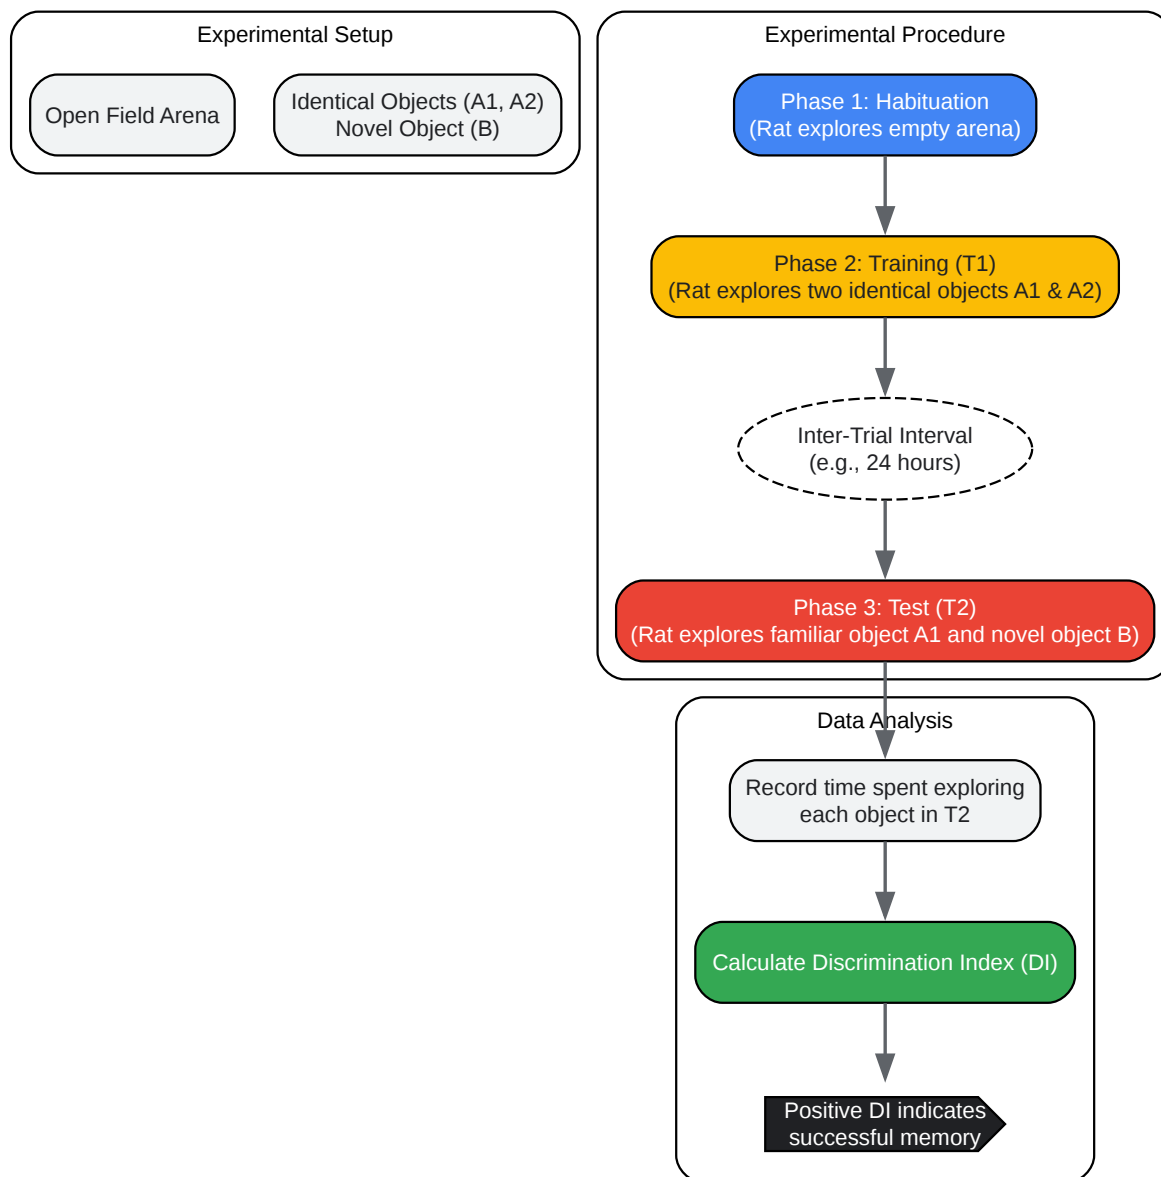 Experimental Setup
Open Field Arena
Identical Objects (A1, A2)
Novel Object (B)
Experimental Procedure
Phase 1: Habituation
(Rat explores empty arena)
Phase 2: Training (T1)
(Rat explores two identical objects A1 & A2)
Inter-Trial Interval
(e.g., 24 hours)
Phase 3: Test (T2)
(Rat explores familiar object A1 and novel object B)
Data Analysis
Record time spent exploring
each object in T2
Calculate Discrimination Index (DI)
Positive DI indicates
successful memory